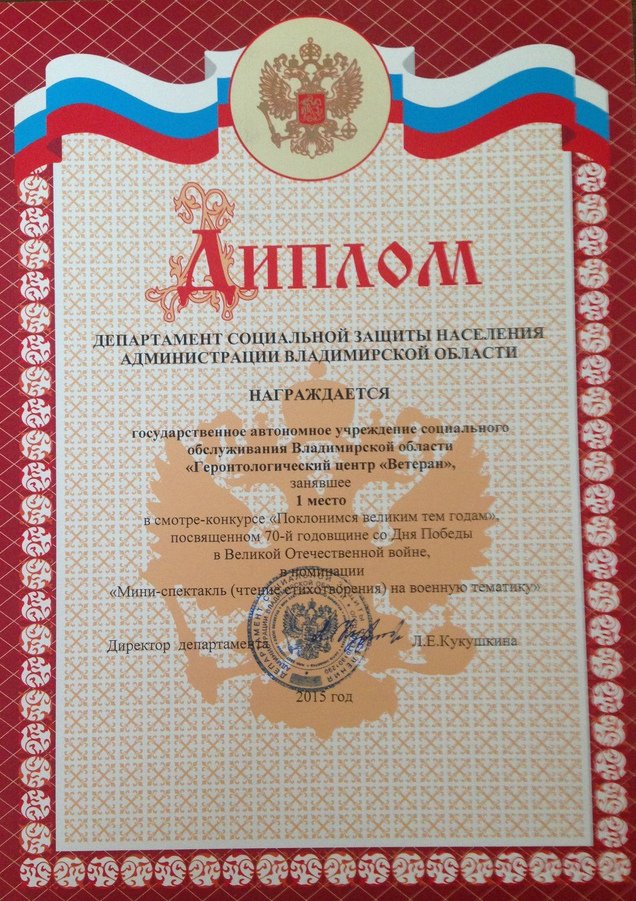 Диплом
ДЕПАРТАМЕНТ СОЦИАЛЬНОЙ ЗАЩИТЫ НАСЕЛЕНИЯ
АДМИНИСТРАЦИИ ВЛАДИМИРСКОЙ ОБЛАСТИ
НАГРАЖДАЕТСЯ
государственное автономное учреждение социального
обслуживания Владимирской области
«Геронтологический центр «Ветеран»,
занявшее
1 место
в смотре-конкурсе «Поклонимся великим тем годам»,
посвященном 70-й годовщине со Дня Победы
в Великой Отечественной войне,
в номинации
«Мини-спектакль (чтение стихотворения) на военную тематику»
Директор департамента
Л.Е.Кукушкина
2015 год